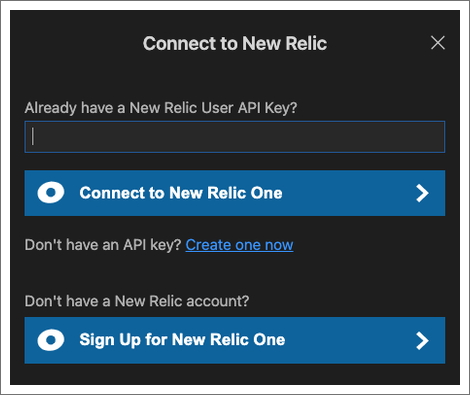 Connect to New Relic
Already have a New Relic User API Key?
Connect to New Relic One
Don't have an API key? Create one now
Don't have a New Relic account?
Sign Up for New Relic One